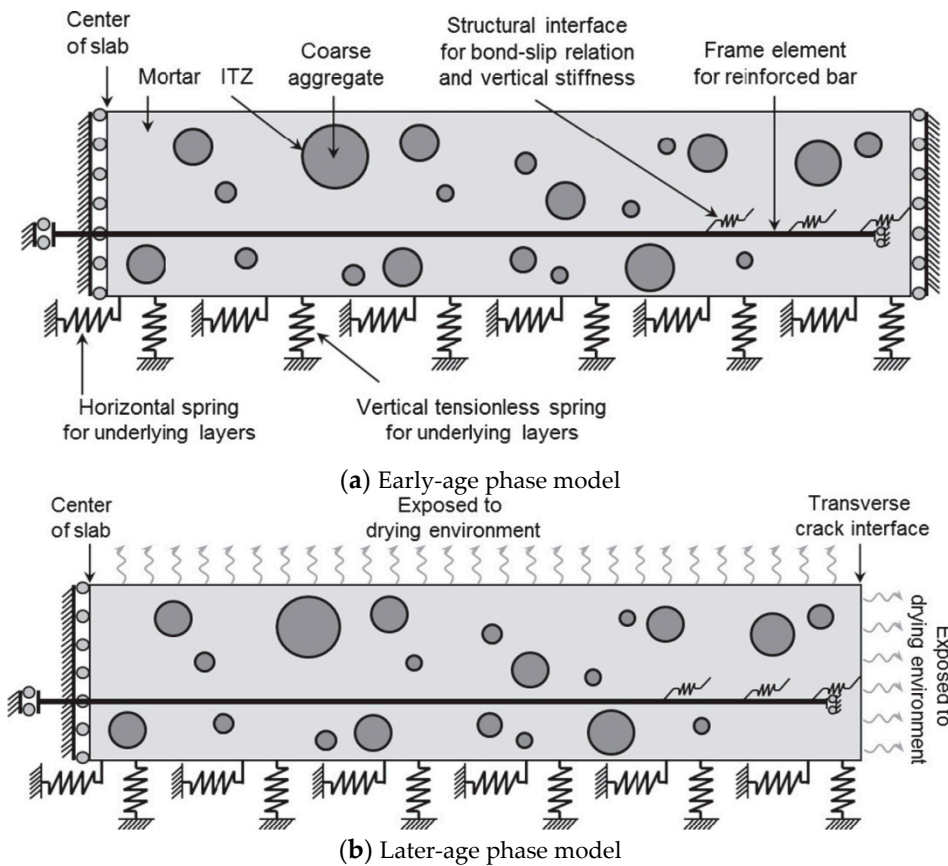 Center
of slab
Mortar
ITZ
Coarse
aggregate
Structural interface
for bond-slip relation
and vertical stiffness
Frame element
for reinforced bar
Horizontal spring
for underlying layers
Vertical tensionless spring
for underlying layers
(a) Early-age phase model
Center
of slab
Exposed to
drying environment
Transverse
crack interface
Exposed to
drying environment
(b) Later-age phase model